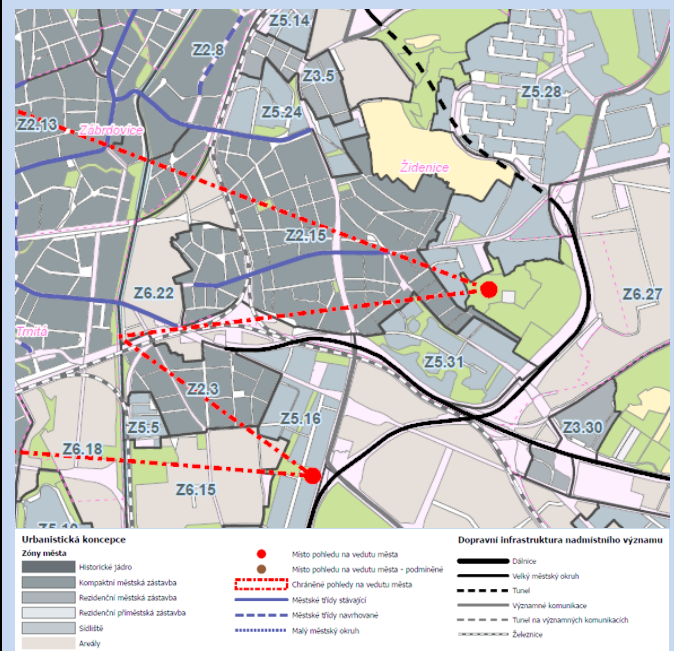 Z5.14
Z2.8
Z3.5
Z5.28
Z5.24
Z2.13
Zábrdovice
Židenice
Z2.15
Z6.22
Z6.27
Trnitá
Z5.31
Z2.3
Z5.16
Z5.5
Z3.30
Z6.18
Z6.15
Z5.10
Urbanistická koncepce
Zóny města
Historické jádro
Kompaktní městská zástavba
Rezidenční městská zástavba
Rezidenční příměstská zástavba
Sídliště
Areály
Místo pohledu na vedutu města
Místo pohledu na vedutu města - podmíněné
Chráněné pohledy na vedutu města
Městské třídy stávající
Městské třídy navrhované
Malý městský okruh
Dopravní infrastruktura nadmístního významu
Dálnice
Velký městský okruh
Tunel
Významné komunikace
Tunel na významných komunikacích
Železnice